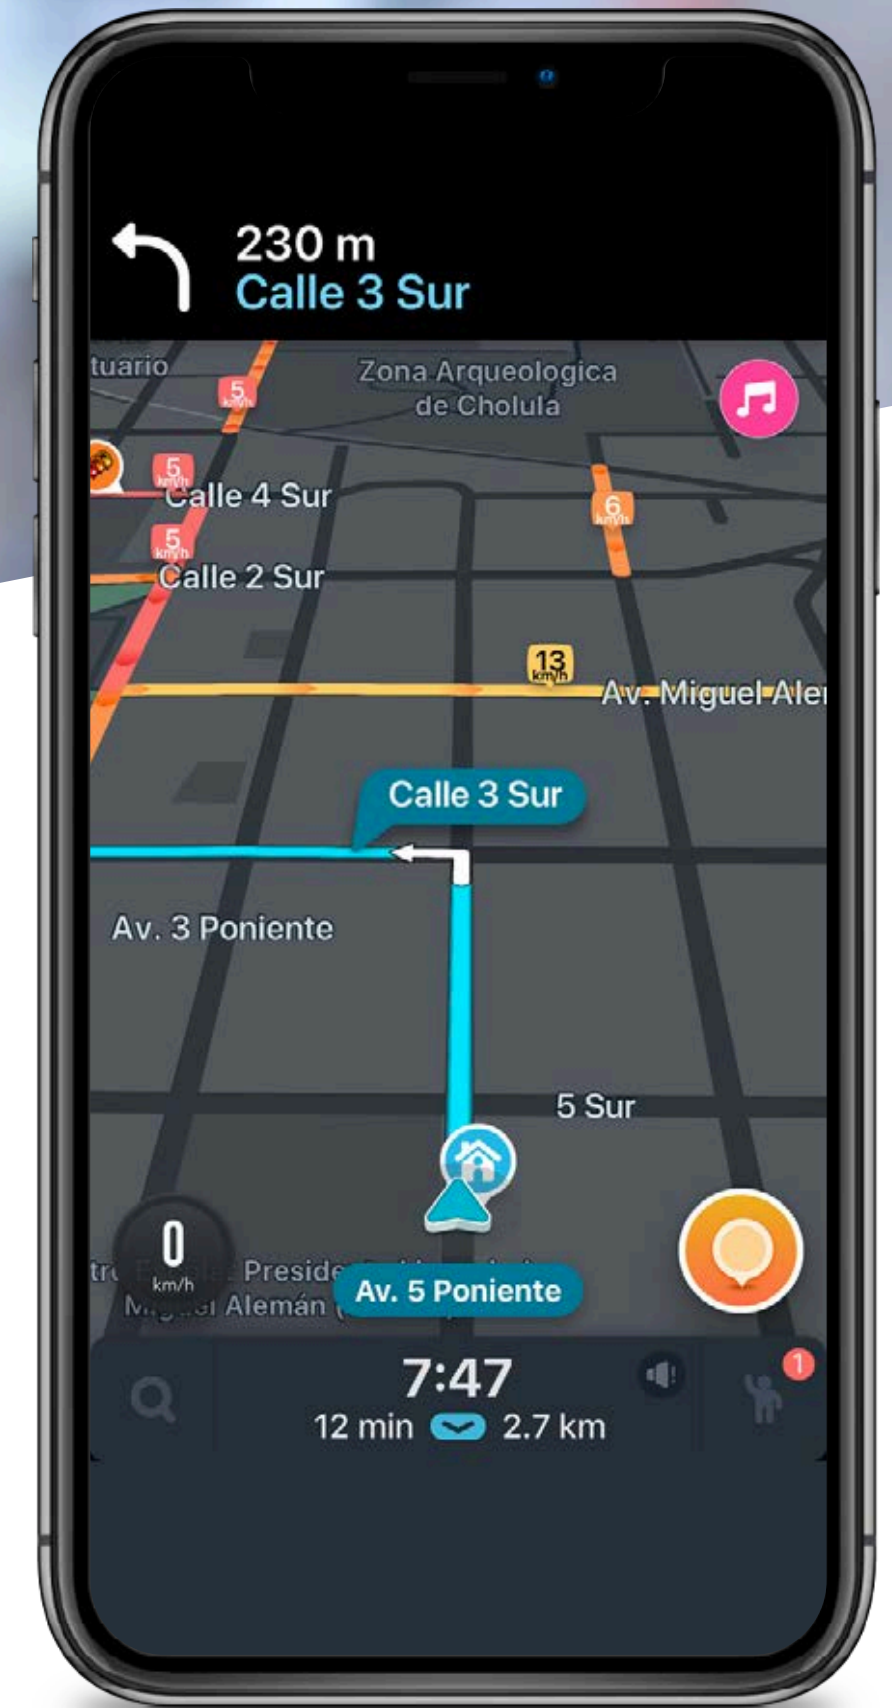 230 m
Calle 3 Sur
tuario
Zona Arqueologica
de Cholula
5
km/h
5
km/h
Calle 4 Sur
6
km/h
5
km/h
Calle 2 Sur
13
km/h
Av. Miguel Aler
Calle 3 Sur
Av. 3 Poniente
5 Sur
0
km/h
Preside
Alemán (
Av. 5 Poniente
7:47
1
12 min
2.7 km